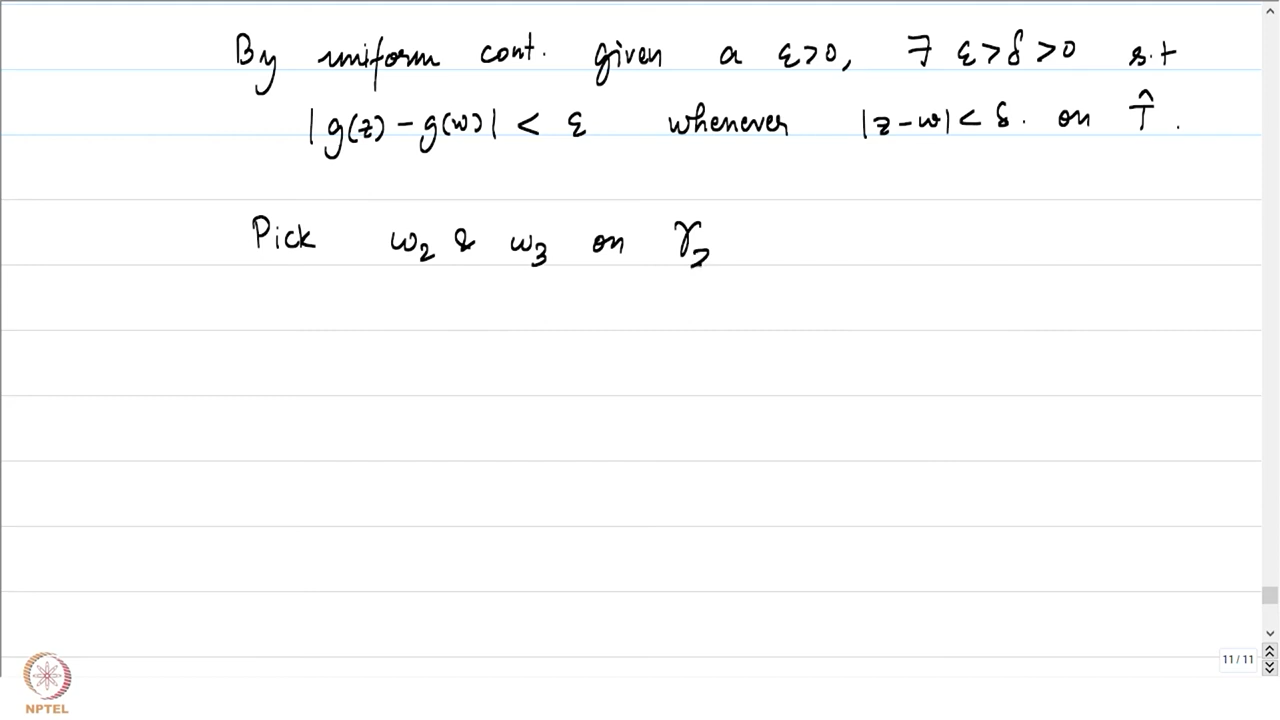 By uniform cont. given a ε>0, ∃ ε>δ>0 s.t
|g(z) - g(w)| < ε whenever |z-w| < δ. on T̂.
Pick w₂ & w₃ on γ₂
11 / 11
NPTEL